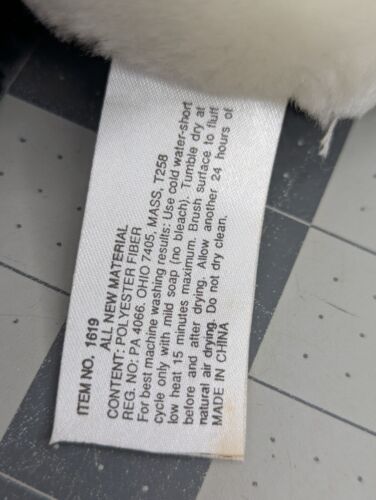 ITEM NO. 1619
ALL NEW MATERIAL
CONTENT: POLYESTER FIBER
REG. NO: PA 4066. OHIO 7405, MASS, T258
For best machine washing results: Use cold water-short
cycle only with mild soap (no bleach). Tumble dry at
low heat 15 minutes maximum. Brush surface to fluff
before and after drying. Allow another 24 hours of
natural air drying. Do not dry clean.
MADE IN CHINA